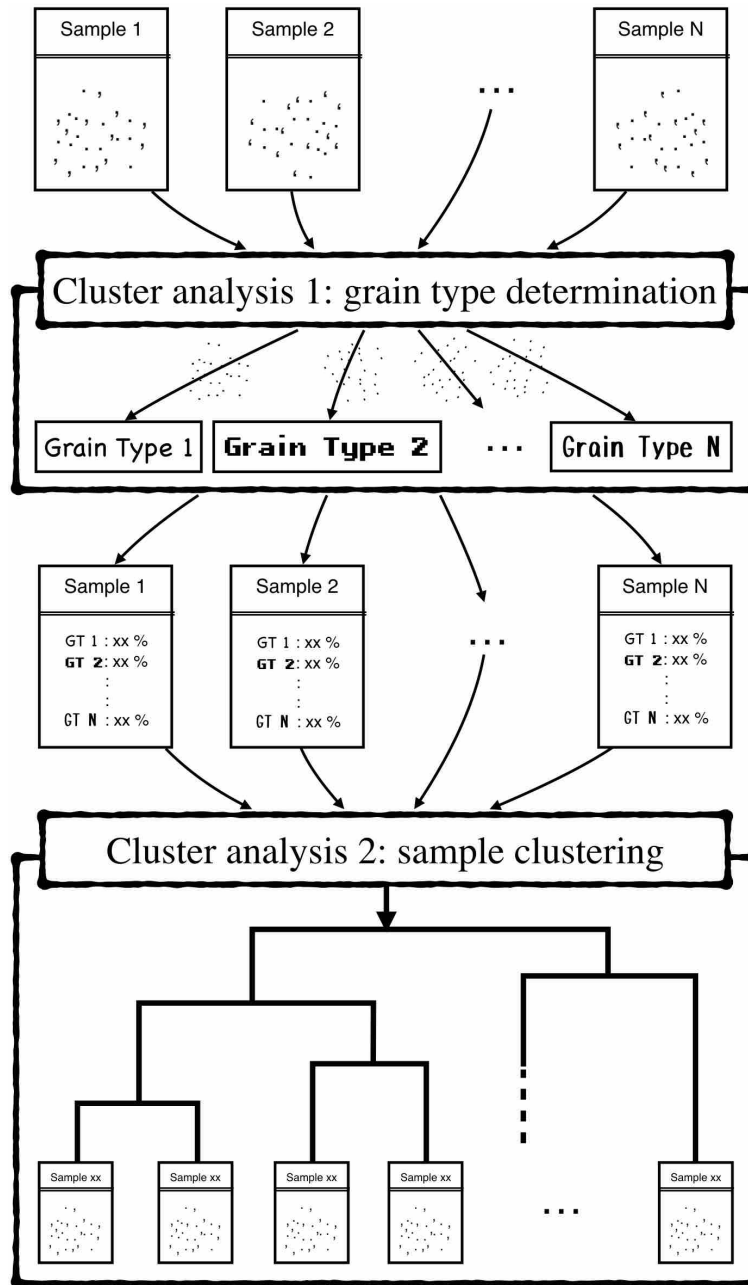 Sample 1
Sample 2
...
Sample N
Cluster analysis 1: grain type determination
Grain Type 1
Grain Type 2
...
Grain Type N
Sample 1
GT 1 : xx %
GT 2: xx %
:
:
GT N : xx %
Sample 2
GT 1 : xx %
GT 2: xx %
:
:
GT N : xx %
...
Sample N
GT 1 : xx %
GT 2: xx %
:
:
GT N : xx %
Cluster analysis 2: sample clustering
Sample xx
Sample xx
Sample xx
Sample xx
...
Sample xx